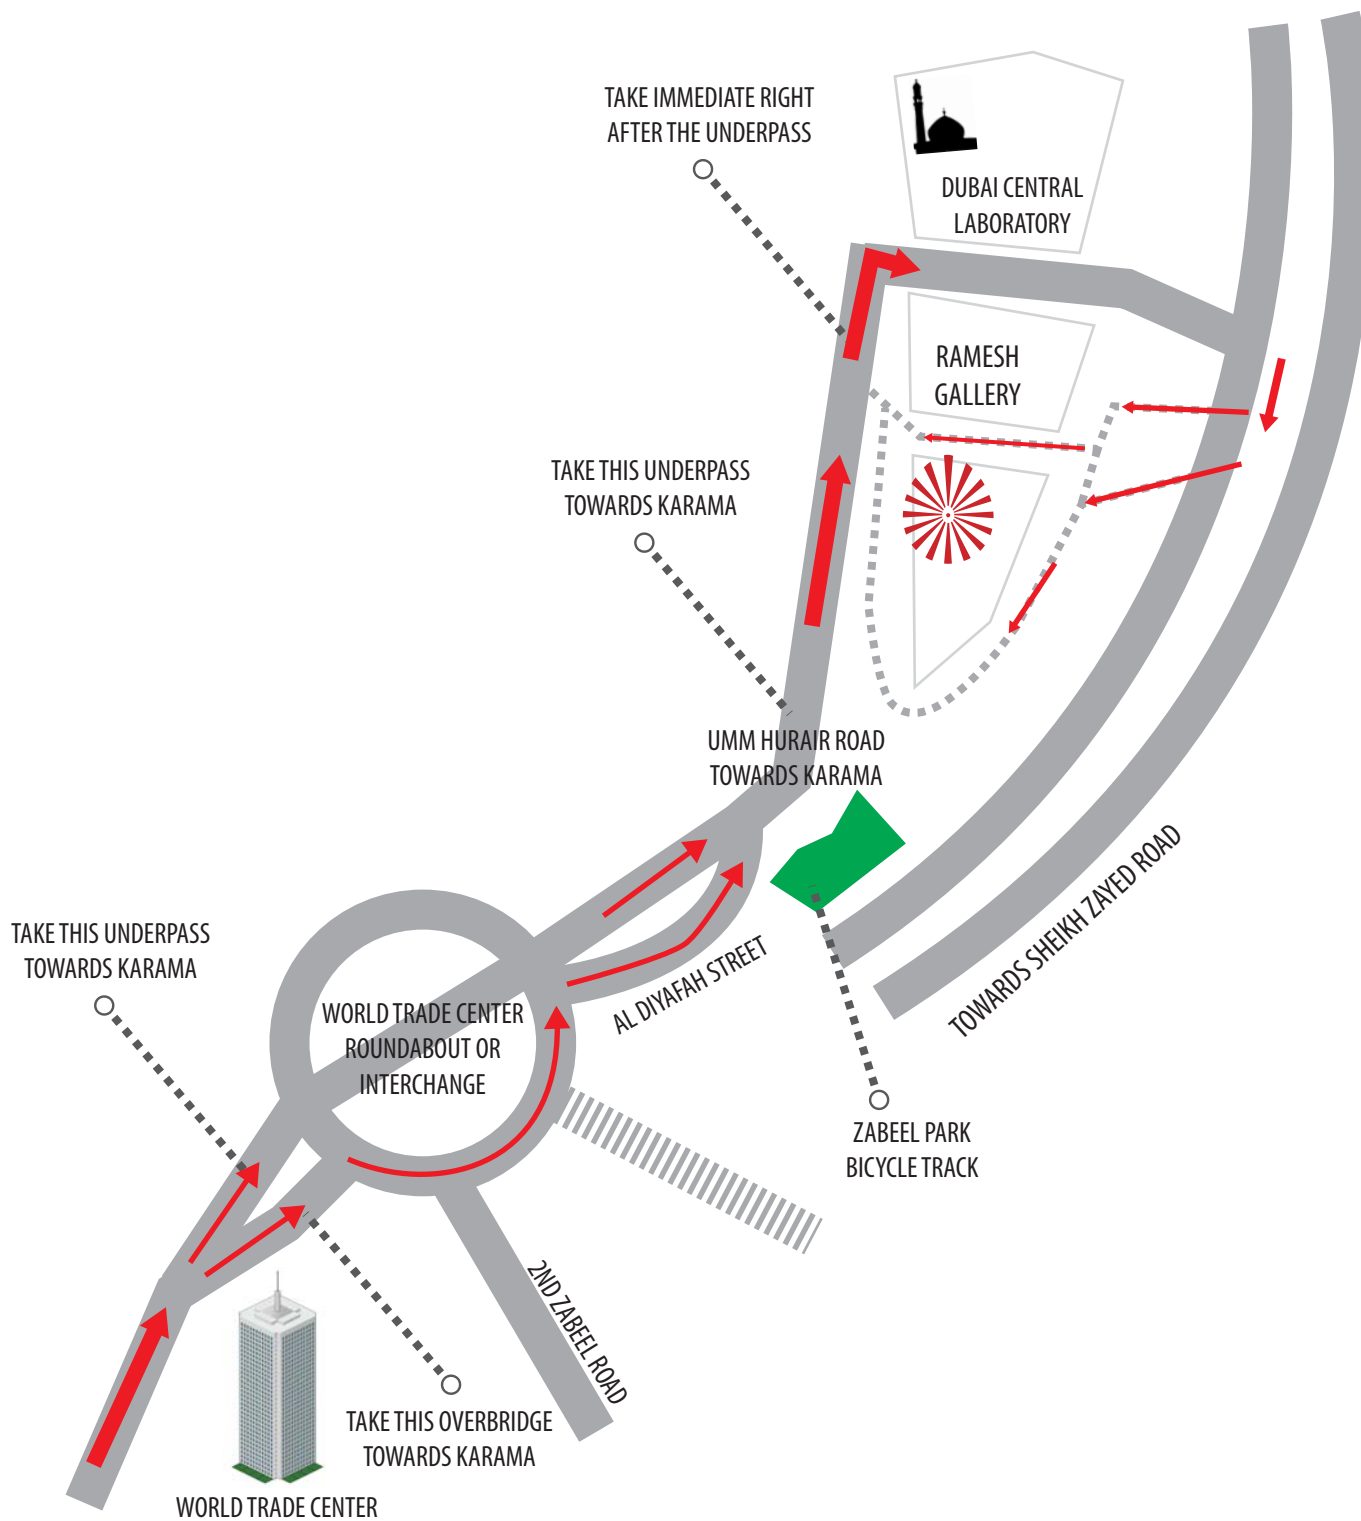 TAKE IMMEDIATE RIGHT
AFTER THE UNDERPASS
DUBAI CENTRAL
LABORATORY
RAMESH
GALLERY
TAKE THIS UNDERPASS
TOWARDS KARAMA
UMM HURAIR ROAD
TOWARDS KARAMA
TOWARDS SHEIKH ZAYED ROAD
AL DIYAFAH STREET
TAKE THIS UNDERPASS
TOWARDS KARAMA
WORLD TRADE CENTER
ROUNDABOUT OR
INTERCHANGE
ZABEEL PARK
BICYCLE TRACK
2ND ZABEEL ROAD
TAKE THIS OVERBRIDGE
TOWARDS KARAMA
WORLD TRADE CENTER